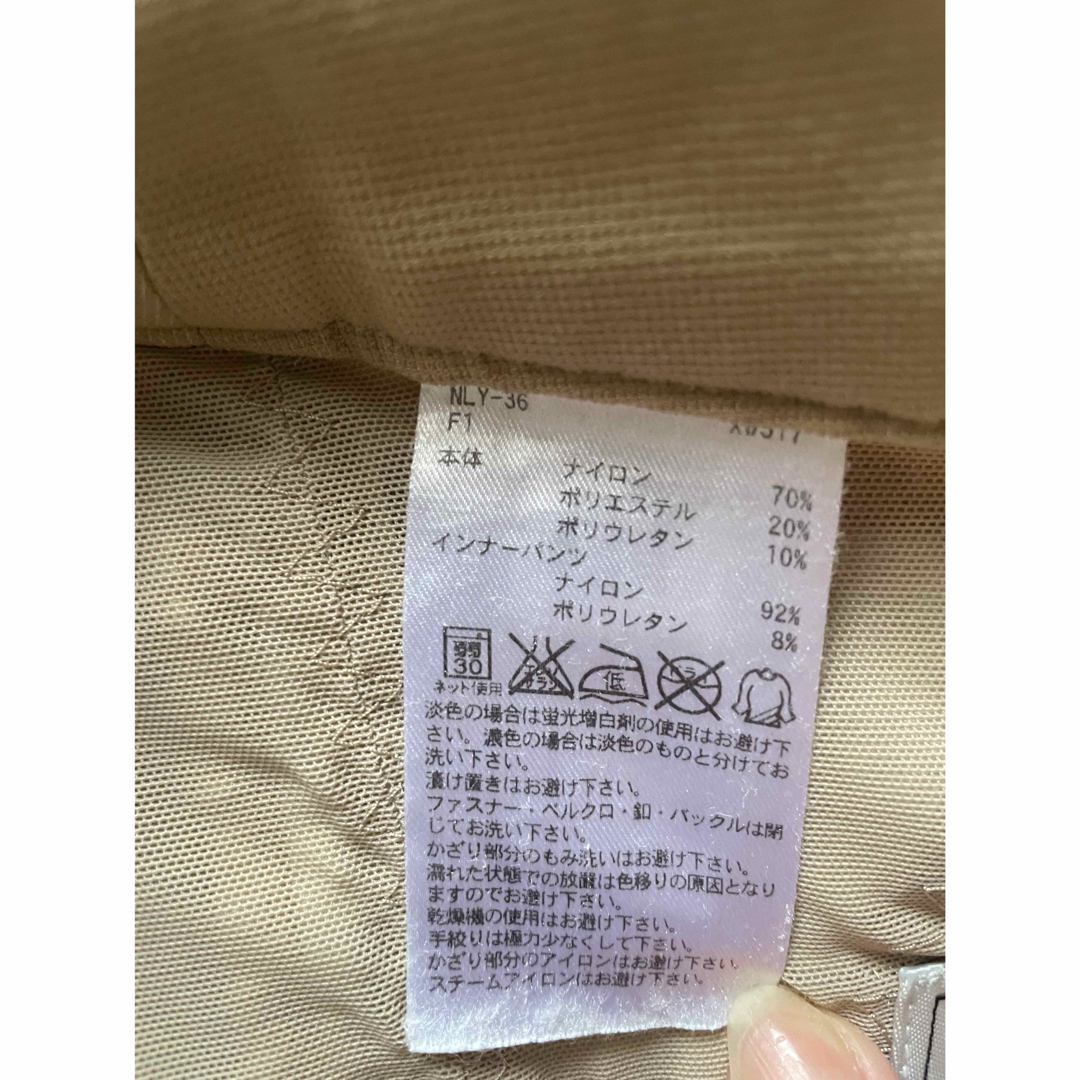 NLY-36
F1
本体 ナイロン 70%
ポリエステル 20%
ポリウレタン 10%
インナーパンツ
ナイロン 92%
ポリウレタン 8%
弱 30 エンソ サラシ 低 ドライ
ネット使用
淡色の場合は蛍光増白剤の使用はお避け下
さい。濃色の場合は淡色のものと分けてお
洗い下さい。
漬け置きはお避け下さい。
ファスナー・ベルクロ・釦・バックルは閉
じてお洗い下さい。
かざり部分のもみ洗いはお避け下さい。
濡れた状態での放置は色移りの原因となり
ますのでお避け下さい。
乾燥機の使用はお避け下さい。
手絞りは極力少なくして下さい。
かざり部分のアイロンはお避け下さい。
スチームアイロンはお避け下さい。